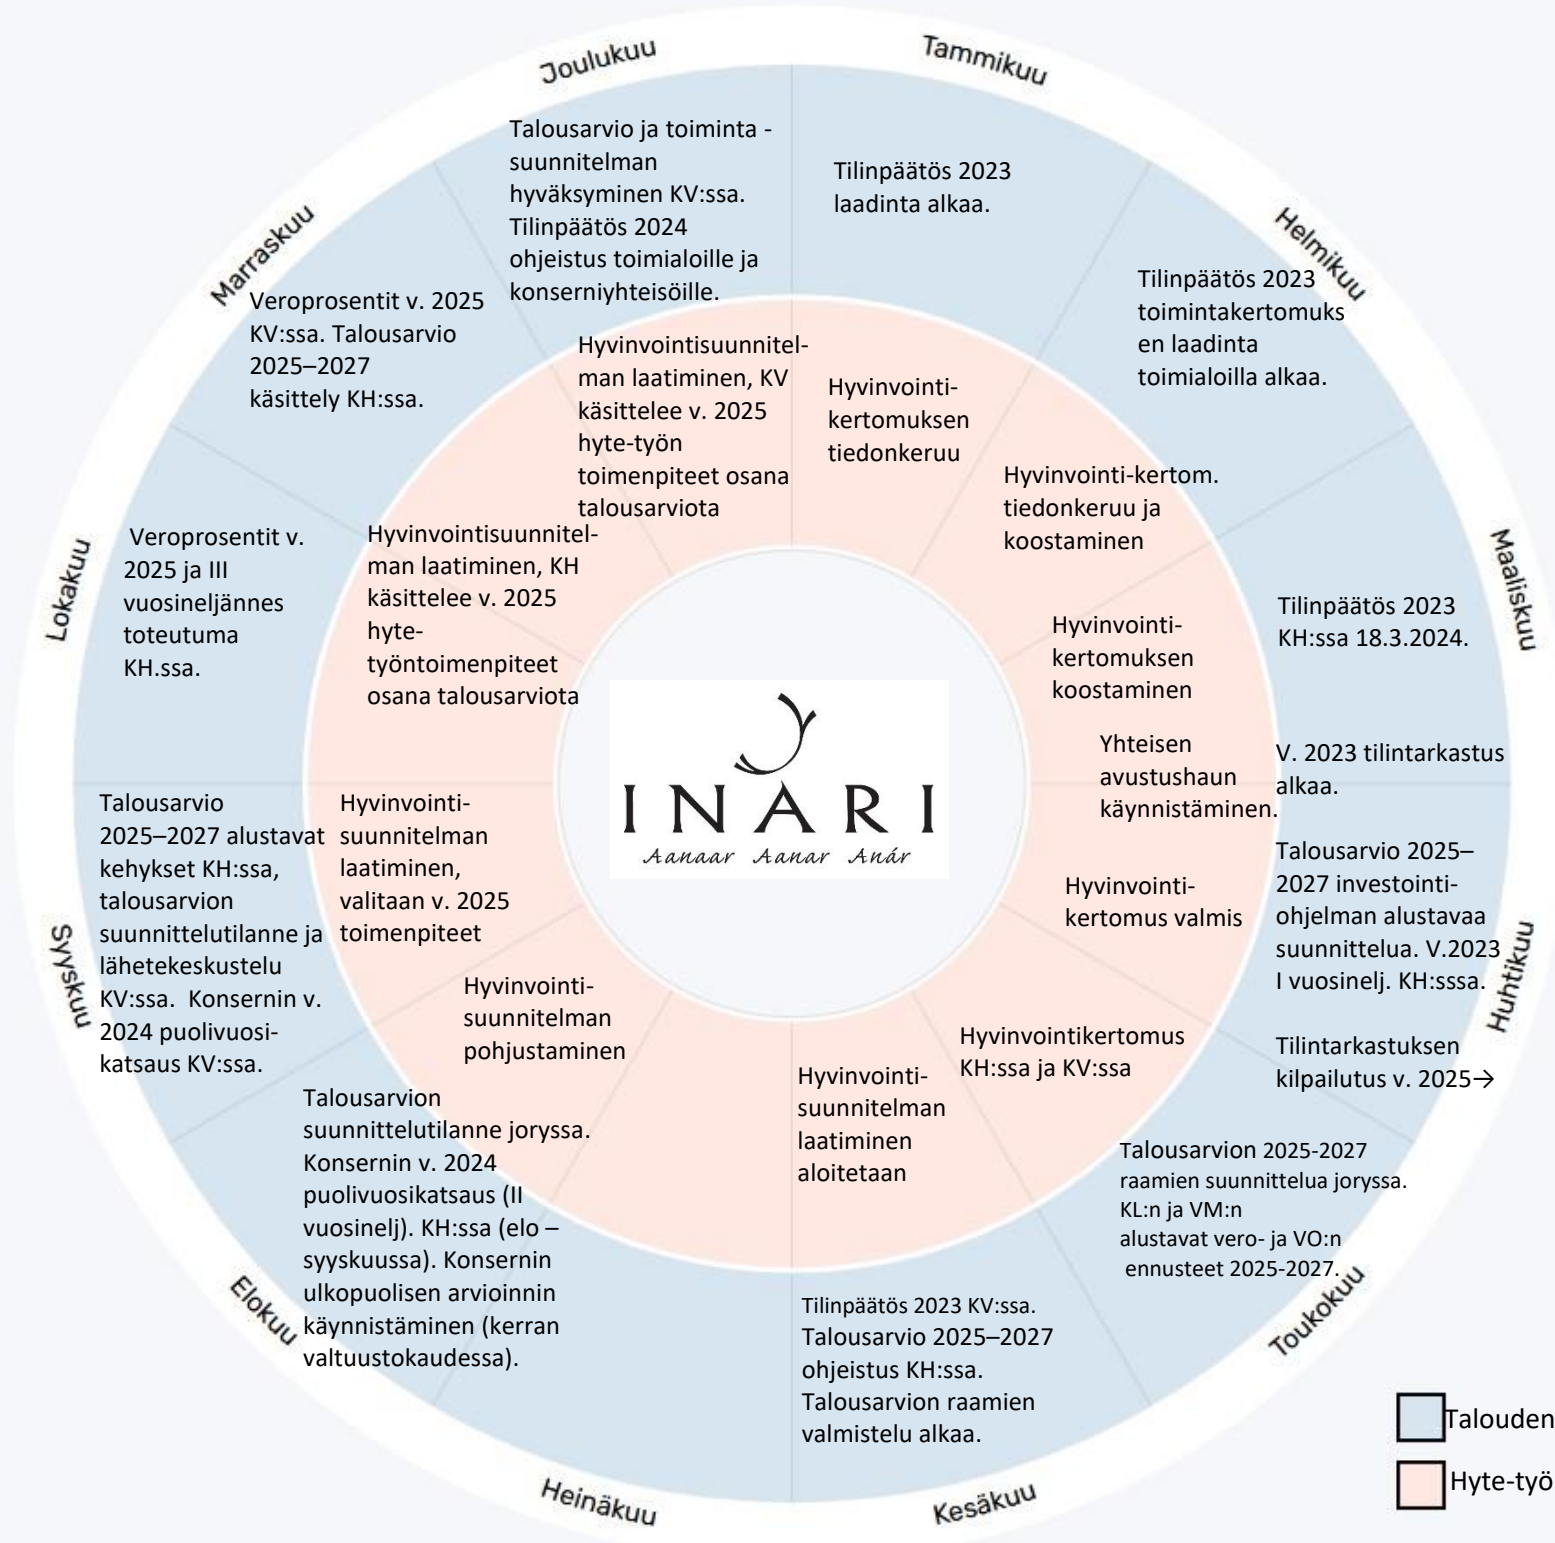 Tammikuu
Tilinpäätös 2023
laadinta alkaa.
Hyvinvointi-
kertomuksen
tiedonkeruu
Helmikuu
Tilinpäätös 2023
toimintakertomuks
en laadinta
toimialoilla alkaa.
Hyvinvointi-kertom.
tiedonkeruu ja
koostaminen
Maaliskuu
Tilinpäätös 2023
KH:ssa 18.3.2024.
Hyvinvointi-
kertomuksen
koostaminen
V. 2023 tilintarkastus
alkaa.
Yhteisen
avustushaun
käynnistäminen.
Huhtikuu
Talousarvio 2025–
2027 investointi-
ohjelman alustavaa
suunnittelua. V.2023
I vuosinelj. KH:sssa.
Tilintarkastuksen
kilpailutus v. 2025→
Hyvinvointi-
kertomus valmis
Toukokuu
Talousarvion 2025-2027
raamien suunnittelua joryssa.
KL:n ja VM:n
alustavat vero- ja VO:n
ennusteet 2025-2027.
Hyvinvointikertomus
KH:ssa ja KV:ssa
Kesäkuu
Tilinpäätös 2023 KV:ssa.
Talousarvio 2025–2027
ohjeistus KH:ssa.
Talousarvion raamien
valmistelu alkaa.
Hyvinvointi-
suunnitelman
laatiminen
aloitetaan
Heinäkuu
Elokuu
Talousarvion
suunnittelutilanne joryssa.
Konsernin v. 2024
puolivuosikatsaus (II
vuosinelj). KH:ssa (elo –
syyskuussa). Konsernin
ulkopuolisen arvioinnin
käynnistäminen (kerran
valtuustokaudessa).
Hyvinvointi-
suunnitelman
pohjustaminen
Syyskuu
Talousarvio
2025–2027 alustavat
kehykset KH:ssa,
talousarvion
suunnittelutilanne ja
lähetekeskustelu
KV:ssa. Konsernin v.
2024 puolivuosi-
katsaus KV:ssa.
Hyvinvointi-
suunnitelman
laatiminen,
valitaan v. 2025
toimenpiteet
Lokakuu
Veroprosentit v.
2025 ja III
vuosineljännes
toteutuma
KH.ssa.
Hyvinvointisuunnitel-
man laatiminen, KH
käsittelee v. 2025
hyte-
työntoimenpiteet
osana talousarviota
Marraskuu
Veroprosentit v. 2025
KV:ssa. Talousarvio
2025–2027
käsittely KH:ssa.
Joulukuu
Talousarvio ja toiminta -
suunnitelman
hyväksyminen KV:ssa.
Tilinpäätös 2024
ohjeistus toimialoille ja
konserniyhteisöille.
Hyvinvointisuunnitel-
man laatiminen, KV
käsittelee v. 2025
hyte-työn
toimenpiteet osana
talousarviota
INARI
Aanaar Aanar Anár
Talouden
Hyte-työ